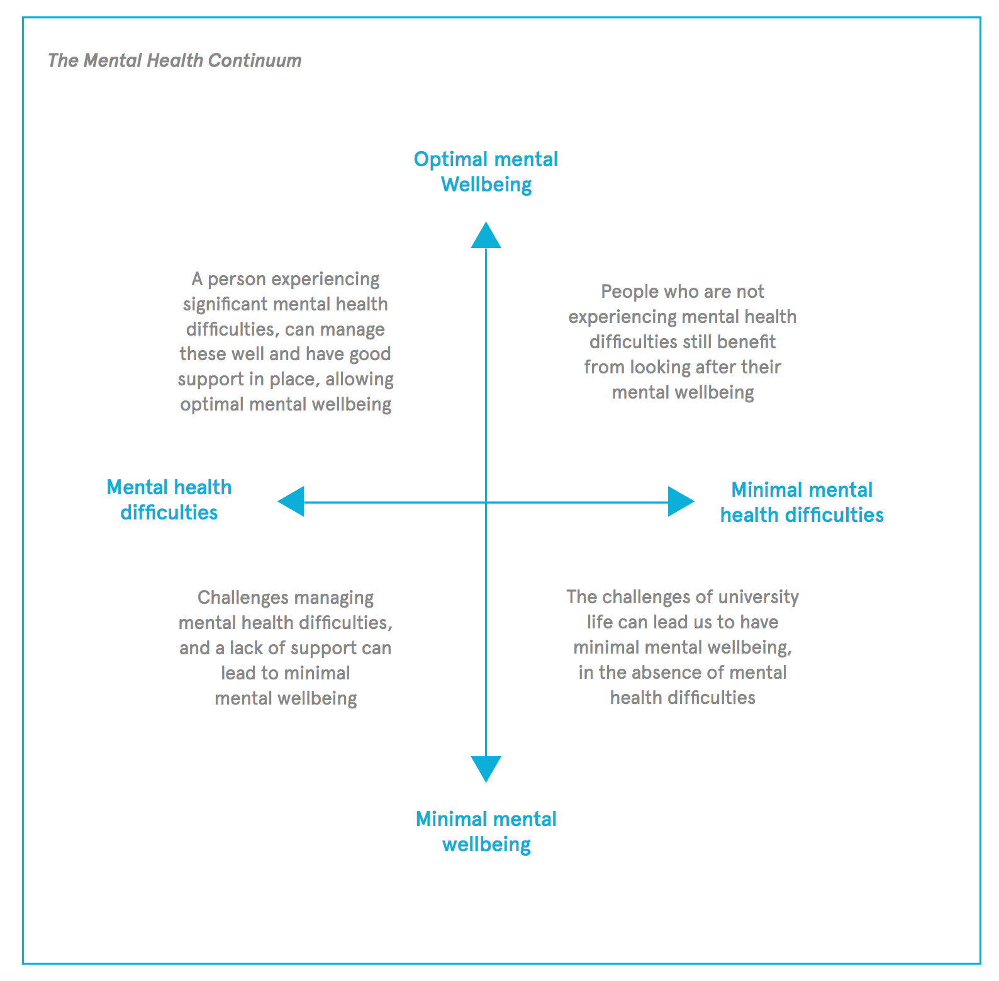 The Mental Health Continuum
Optimal mental
Wellbeing
A person experiencing
significant mental health
difficulties, can manage
these well and have good
support in place, allowing
optimal mental wellbeing
People who are not
experiencing mental health
difficulties still benefit
from looking after their
mental wellbeing
Mental health
difficulties
Minimal mental
health difficulties
Challenges managing
mental health difficulties,
and a lack of support can
lead to minimal
mental wellbeing
The challenges of university
life can lead us to have
minimal mental wellbeing,
in the absence of mental
health difficulties
Minimal mental
wellbeing